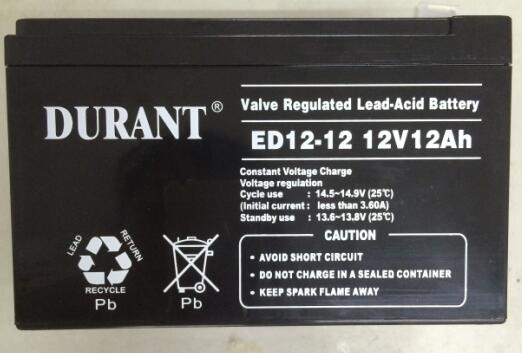 DURANT®
Valve Regulated Lead-Acid Battery
ED12-12 12V12Ah
Constant Voltage Charge
Voltage regulation
Cycle use : 14.5~14.9V (25℃)
(Initial current : less than 3.60A)
Standby use : 13.6~13.8V (25℃)
CAUTION
• AVOID SHORT CIRCUIT
• DO NOT CHARGE IN A SEALED CONTAINER
• KEEP SPARK FLAME AWAY
LEAD
RETURN
RECYCLE
Pb
Pb